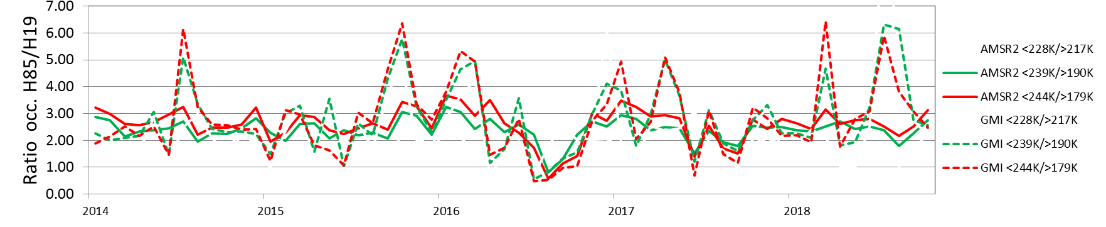 Ratio occ. H85/H19
7.00
6.00
5.00
4.00
3.00
2.00
1.00
0.00
2014 2015 2016 2017 2018
AMSR2 <228K/>217K
AMSR2 <239K/>190K
AMSR2 <244K/>179K
GMI <228K/>217K
GMI <239K/>190K
GMI <244K/>179K